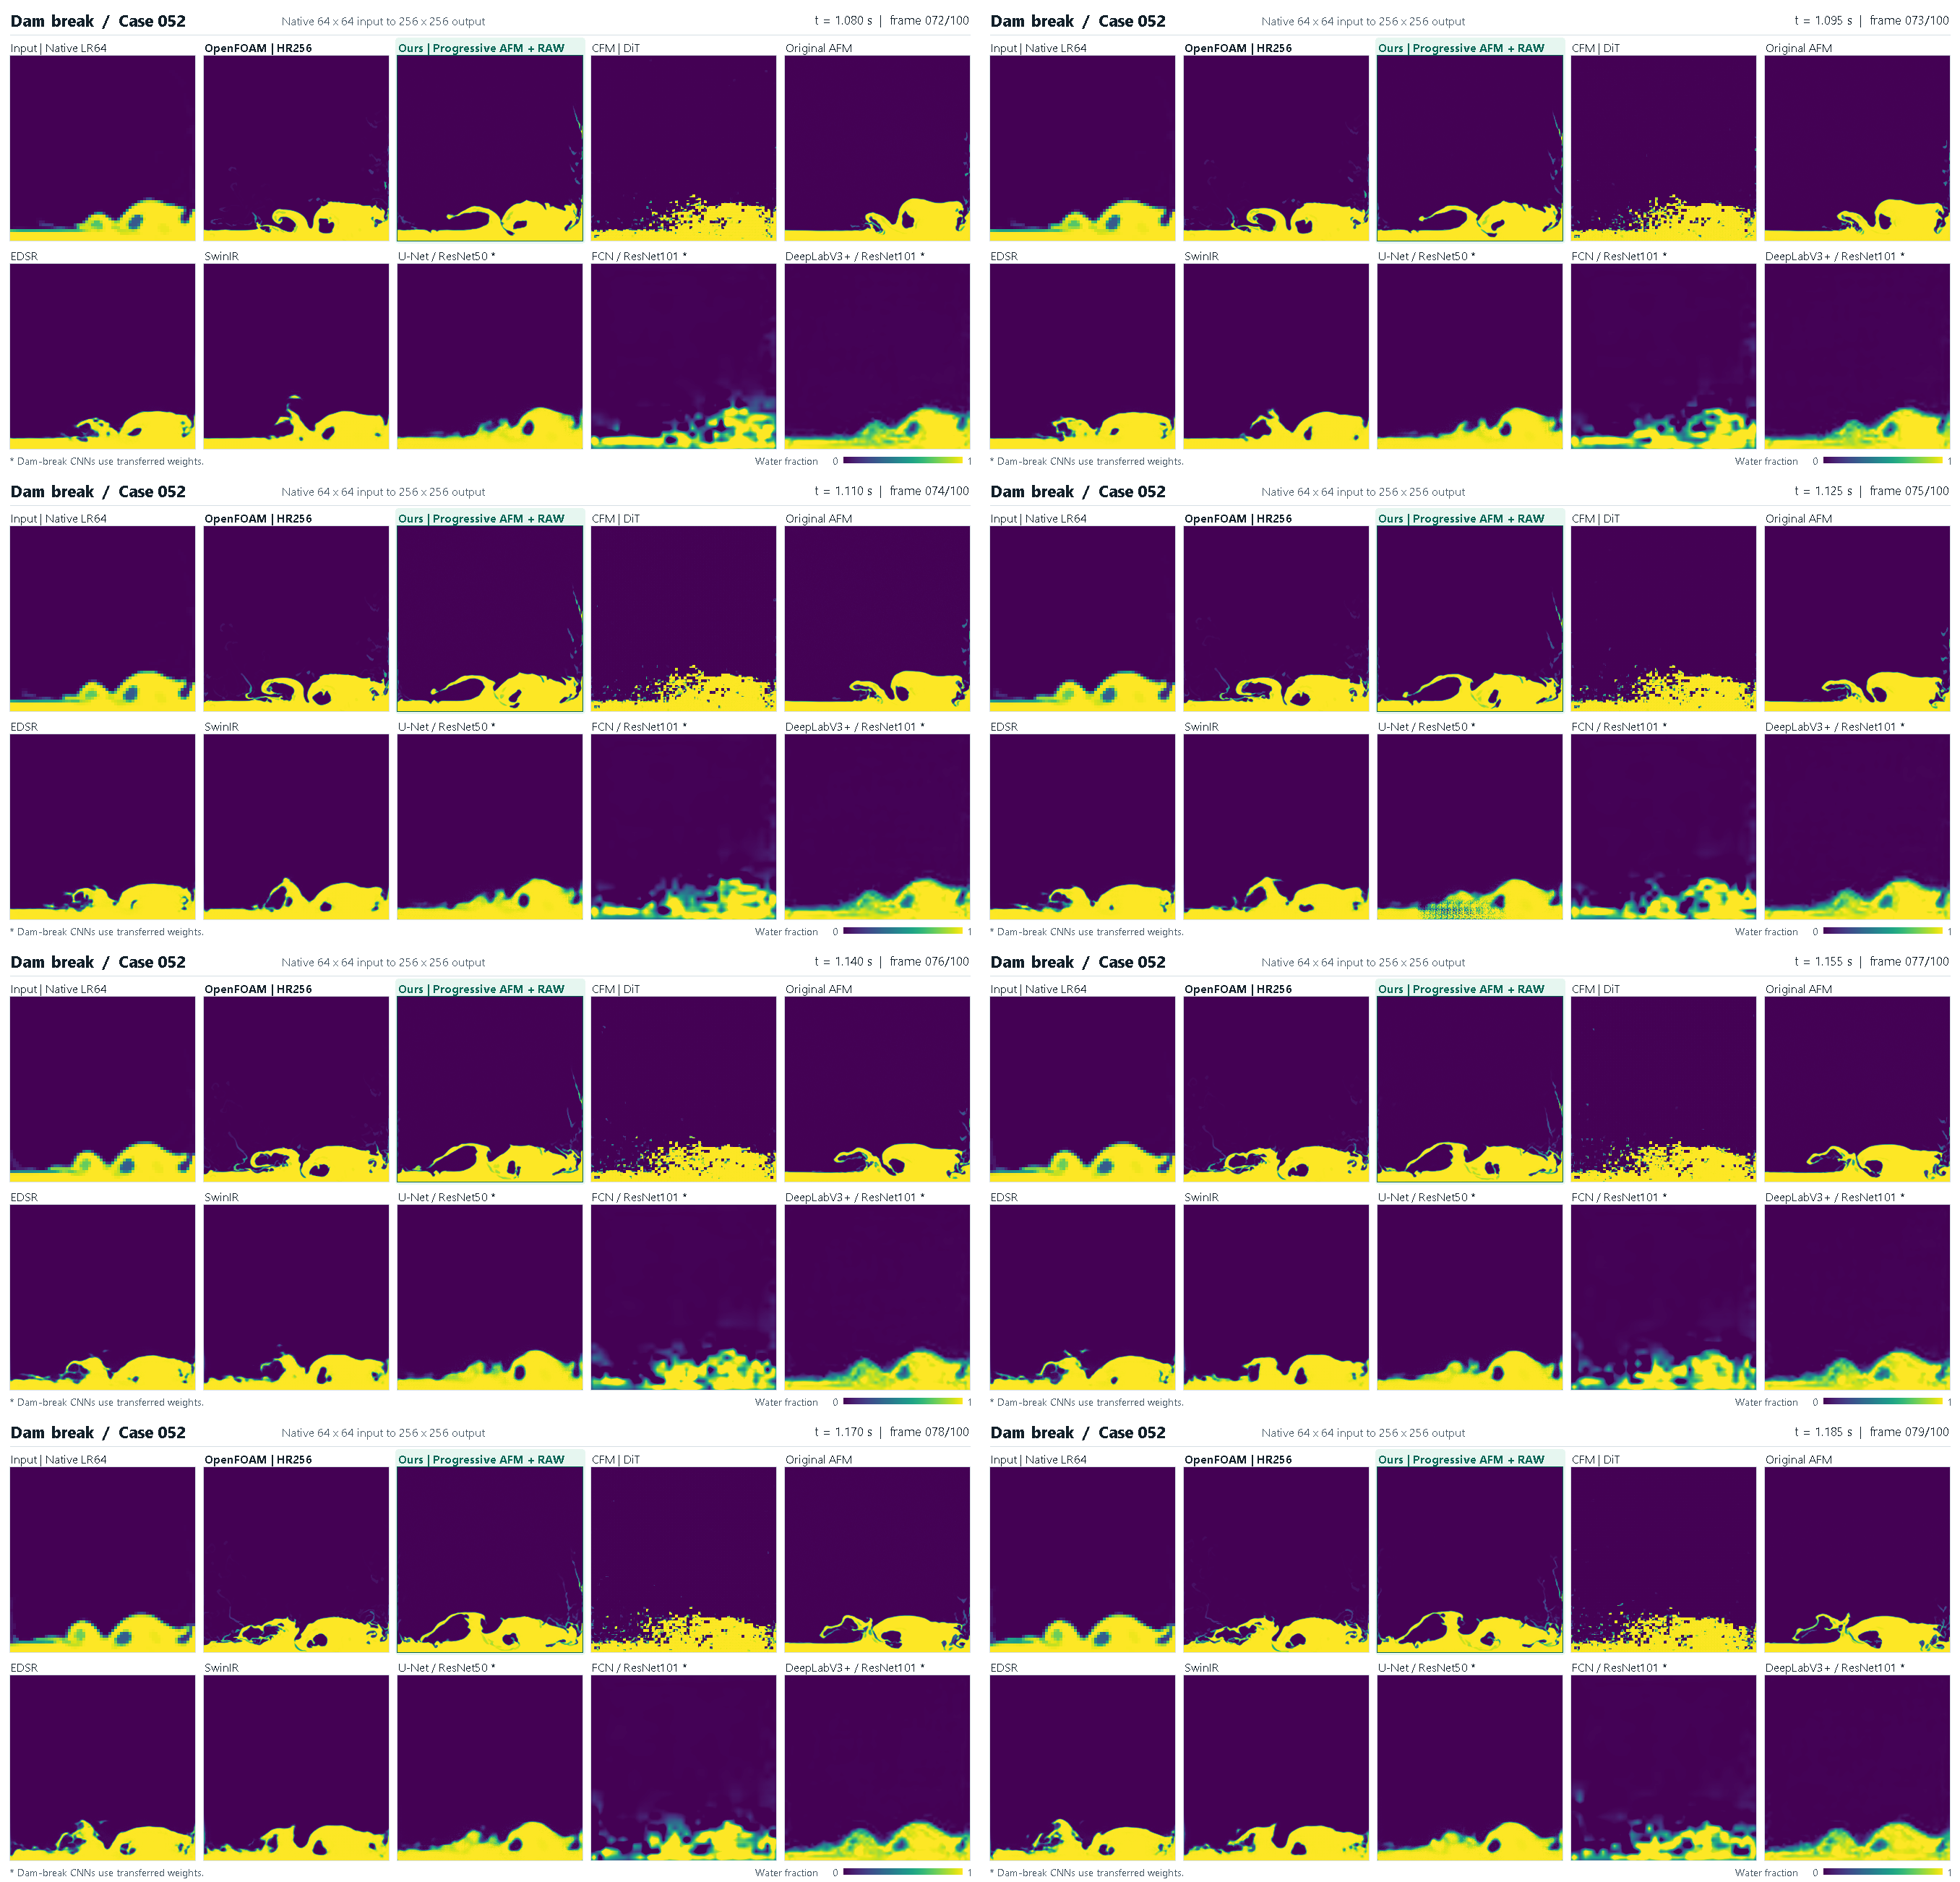 Dam break / Case 052 Native 64 x 64 input to 256 x 256 output t = 1.080 s | frame 072/100
Input | Native LR64 OpenFOAM | HR256 Ours | Progressive AFM + RAW CFM | DiT Original AFM
EDSR SwinIR U-Net / ResNet50 * FCN / ResNet101 * DeepLabV3+ / ResNet101 *
* Dam-break CNNs use transferred weights. Water fraction 0 1
Dam break / Case 052 Native 64 x 64 input to 256 x 256 output t = 1.095 s | frame 073/100
Input | Native LR64 OpenFOAM | HR256 Ours | Progressive AFM + RAW CFM | DiT Original AFM
EDSR SwinIR U-Net / ResNet50 * FCN / ResNet101 * DeepLabV3+ / ResNet101 *
* Dam-break CNNs use transferred weights. Water fraction 0 1
Dam break / Case 052 Native 64 x 64 input to 256 x 256 output t = 1.110 s | frame 074/100
Input | Native LR64 OpenFOAM | HR256 Ours | Progressive AFM + RAW CFM | DiT Original AFM
EDSR SwinIR U-Net / ResNet50 * FCN / ResNet101 * DeepLabV3+ / ResNet101 *
* Dam-break CNNs use transferred weights. Water fraction 0 1
Dam break / Case 052 Native 64 x 64 input to 256 x 256 output t = 1.125 s | frame 075/100
Input | Native LR64 OpenFOAM | HR256 Ours | Progressive AFM + RAW CFM | DiT Original AFM
EDSR SwinIR U-Net / ResNet50 * FCN / ResNet101 * DeepLabV3+ / ResNet101 *
* Dam-break CNNs use transferred weights. Water fraction 0 1
Dam break / Case 052 Native 64 x 64 input to 256 x 256 output t = 1.140 s | frame 076/100
Input | Native LR64 OpenFOAM | HR256 Ours | Progressive AFM + RAW CFM | DiT Original AFM
EDSR SwinIR U-Net / ResNet50 * FCN / ResNet101 * DeepLabV3+ / ResNet101 *
* Dam-break CNNs use transferred weights. Water fraction 0 1
Dam break / Case 052 Native 64 x 64 input to 256 x 256 output t = 1.155 s | frame 077/100
Input | Native LR64 OpenFOAM | HR256 Ours | Progressive AFM + RAW CFM | DiT Original AFM
EDSR SwinIR U-Net / ResNet50 * FCN / ResNet101 * DeepLabV3+ / ResNet101 *
* Dam-break CNNs use transferred weights. Water fraction 0 1
Dam break / Case 052 Native 64 x 64 input to 256 x 256 output t = 1.170 s | frame 078/100
Input | Native LR64 OpenFOAM | HR256 Ours | Progressive AFM + RAW CFM | DiT Original AFM
EDSR SwinIR U-Net / ResNet50 * FCN / ResNet101 * DeepLabV3+ / ResNet101 *
* Dam-break CNNs use transferred weights. Water fraction 0 1
Dam break / Case 052 Native 64 x 64 input to 256 x 256 output t = 1.185 s | frame 079/100
Input | Native LR64 OpenFOAM | HR256 Ours | Progressive AFM + RAW CFM | DiT Original AFM
EDSR SwinIR U-Net / ResNet50 * FCN / ResNet101 * DeepLabV3+ / ResNet101 *
* Dam-break CNNs use transferred weights. Water fraction 0 1